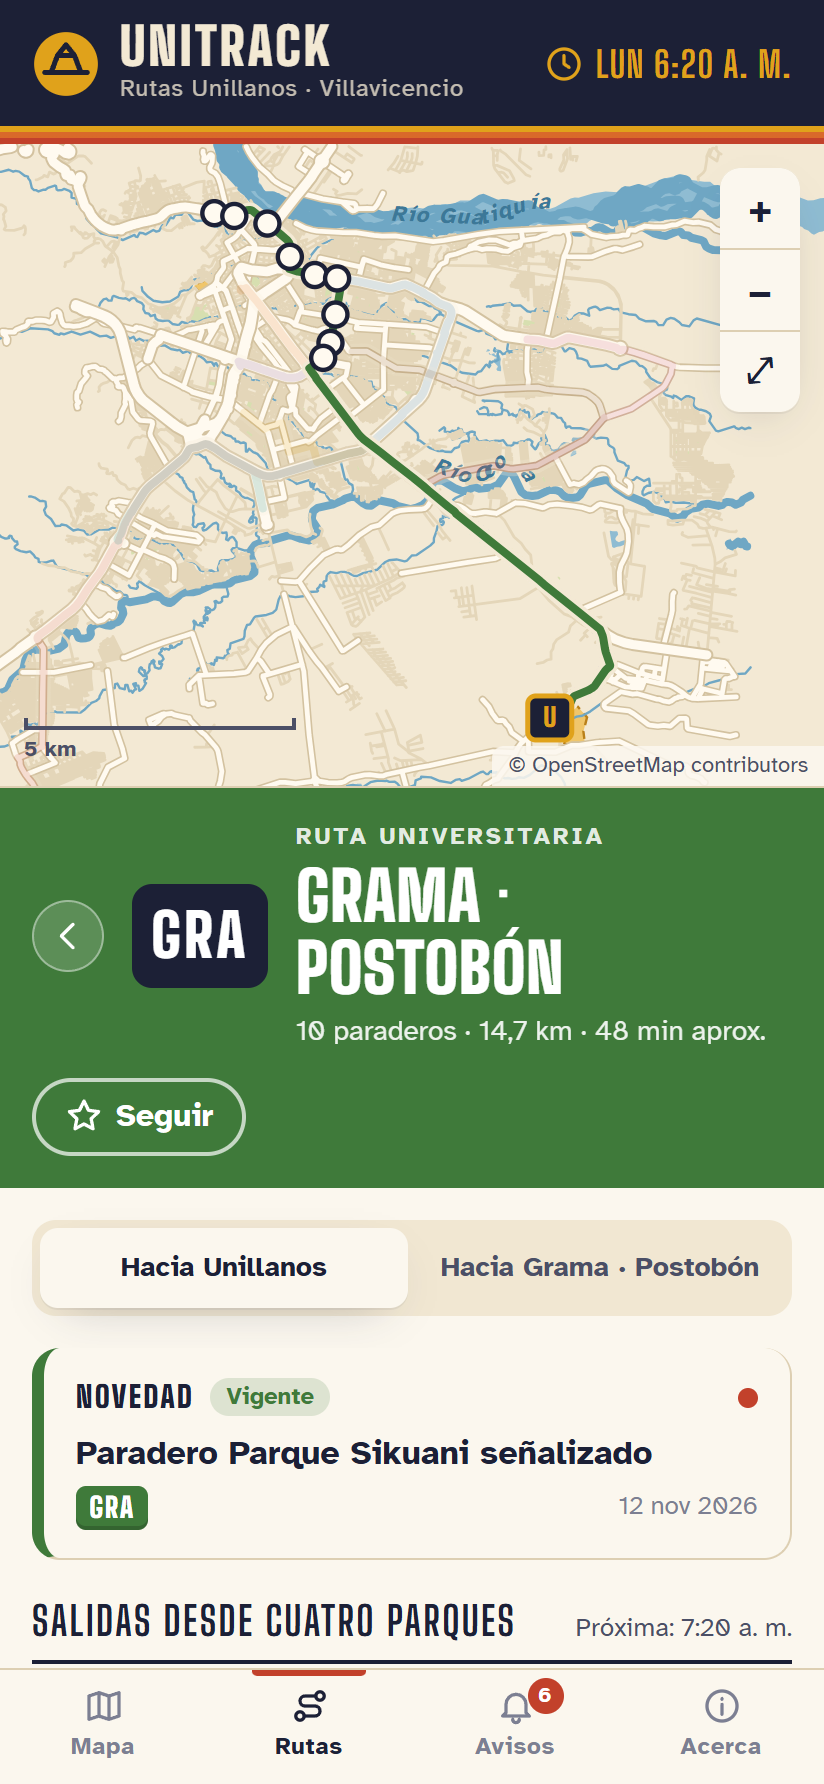 UNITRACK
Rutas Unillanos · Villavicencio
LUN 6:20 A. M.
Río Guatiquía
+
−
Río
5 km
U
© OpenStreetMap contributors
RUTA UNIVERSITARIA
GRA
GRAMA ·
POSTOBÓN
10 paraderos · 14,7 km · 48 min aprox.
Seguir
Hacia Unillanos
Hacia Grama · Postobón
NOVEDAD
Vigente
Paradero Parque Sikuani señalizado
GRA
12 nov 2026
SALIDAS DESDE CUATRO PARQUES
Próxima: 7:20 a. m.
6
Mapa
Rutas
Avisos
Acerca